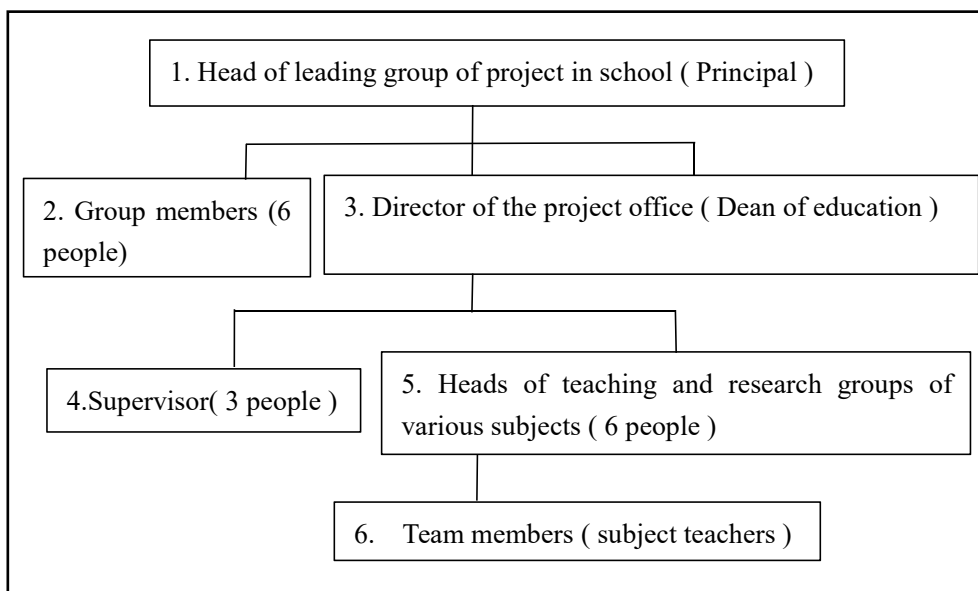 1. Head of leading group of project in school ( Principal )
2. Group members (6
people)
3. Director of the project office ( Dean of education )
4.Supervisor( 3 people )
5. Heads of teaching and research groups of
various subjects ( 6 people )
6. Team members ( subject teachers )